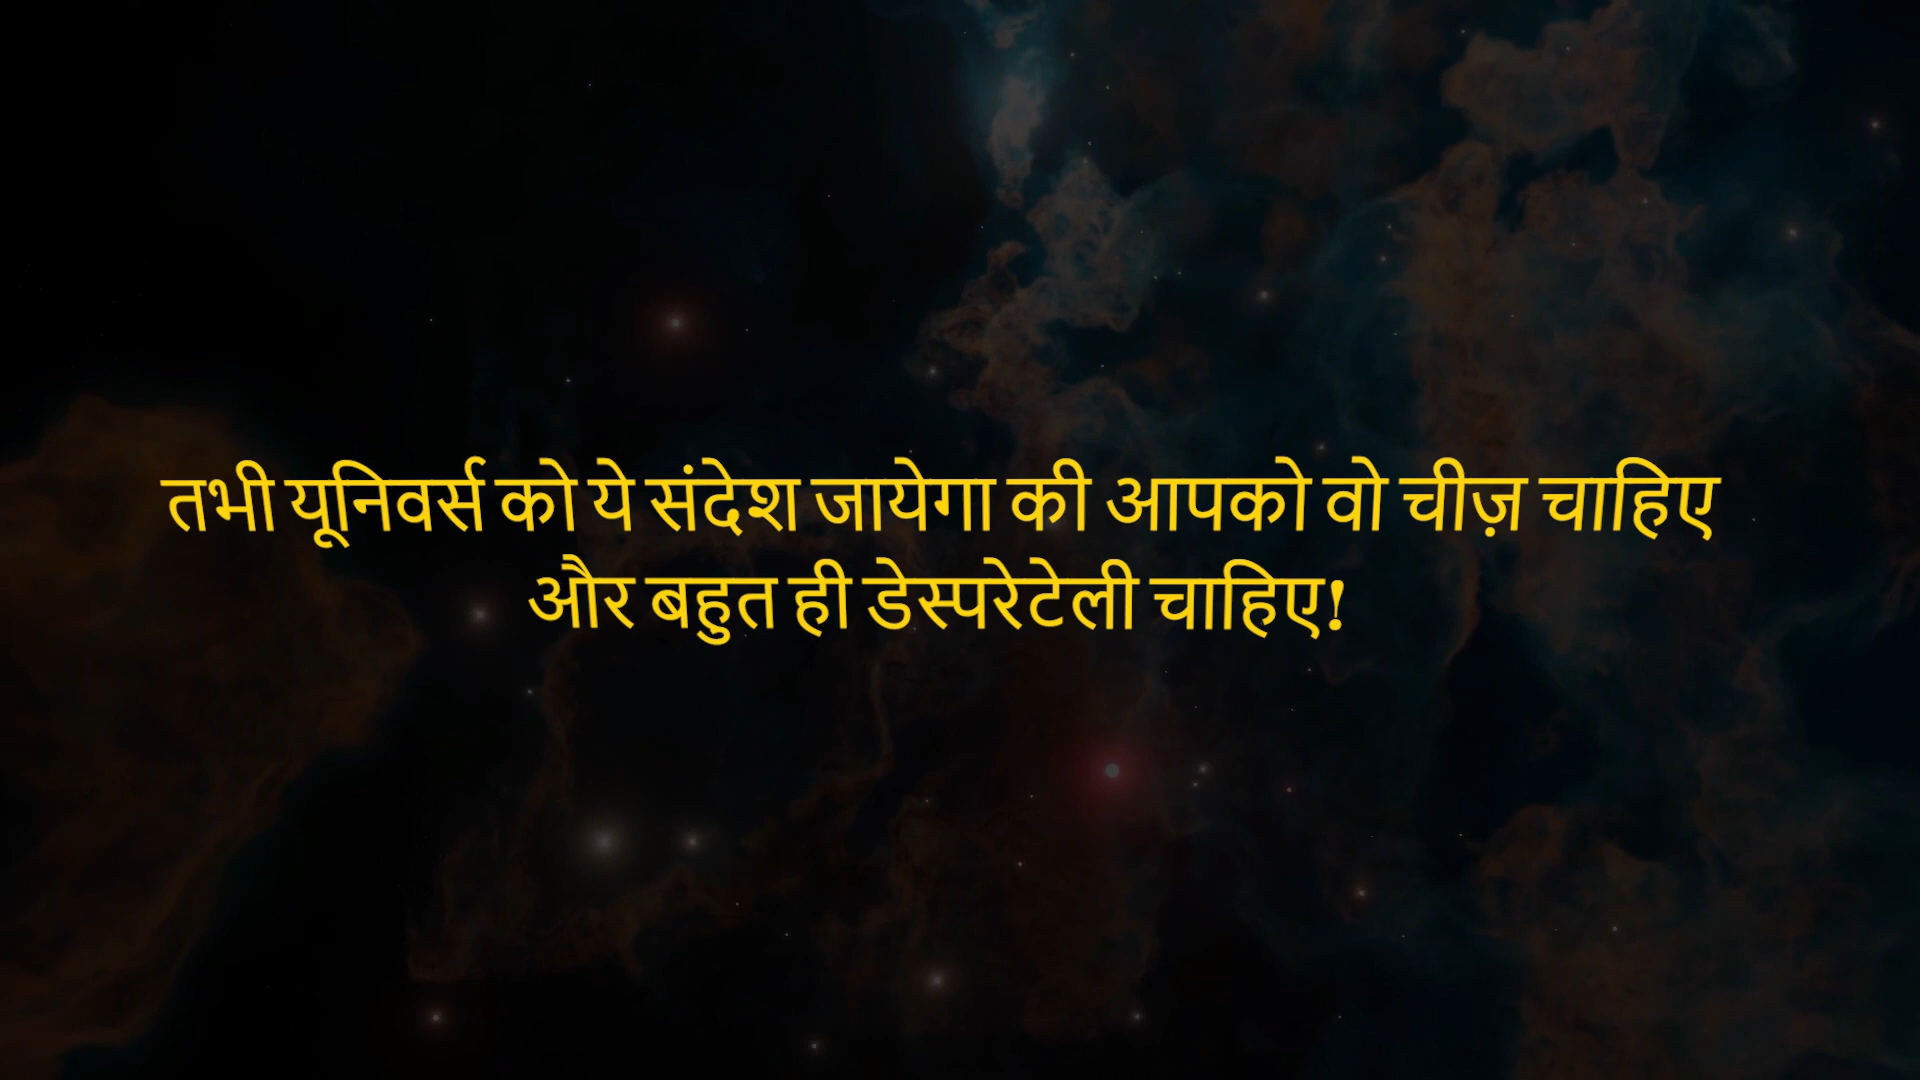 तभी यूनिवर्स को ये संदेश जायेगा की आपको वो चीज़ चाहिए
और बहुत ही डेस्परेटेली चाहिए!